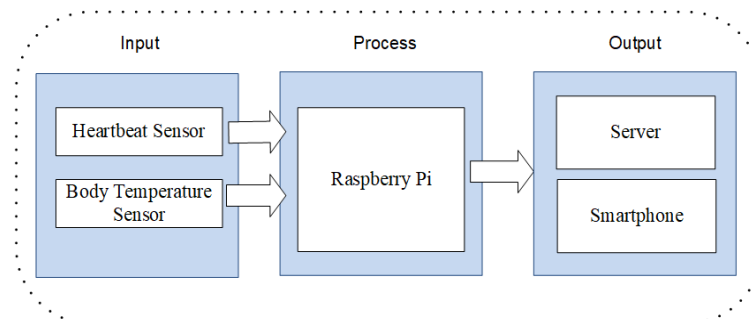 Input
Process
Output
Heartbeat Sensor
Body Temperature
Sensor
Raspberry Pi
Server
Smartphone